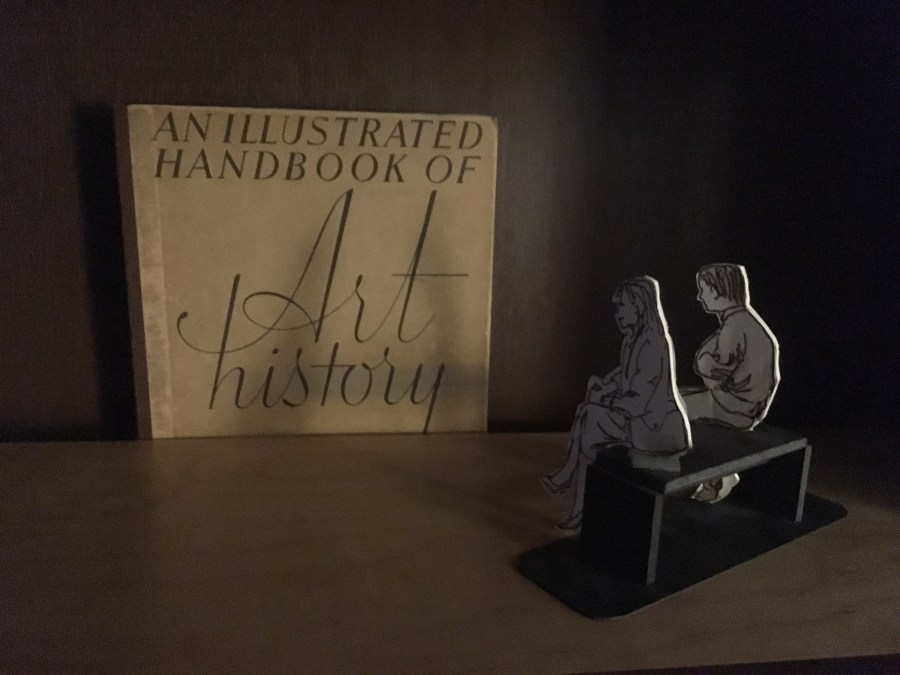 AN ILLUSTRATED
HANDBOOK OF
Art
history